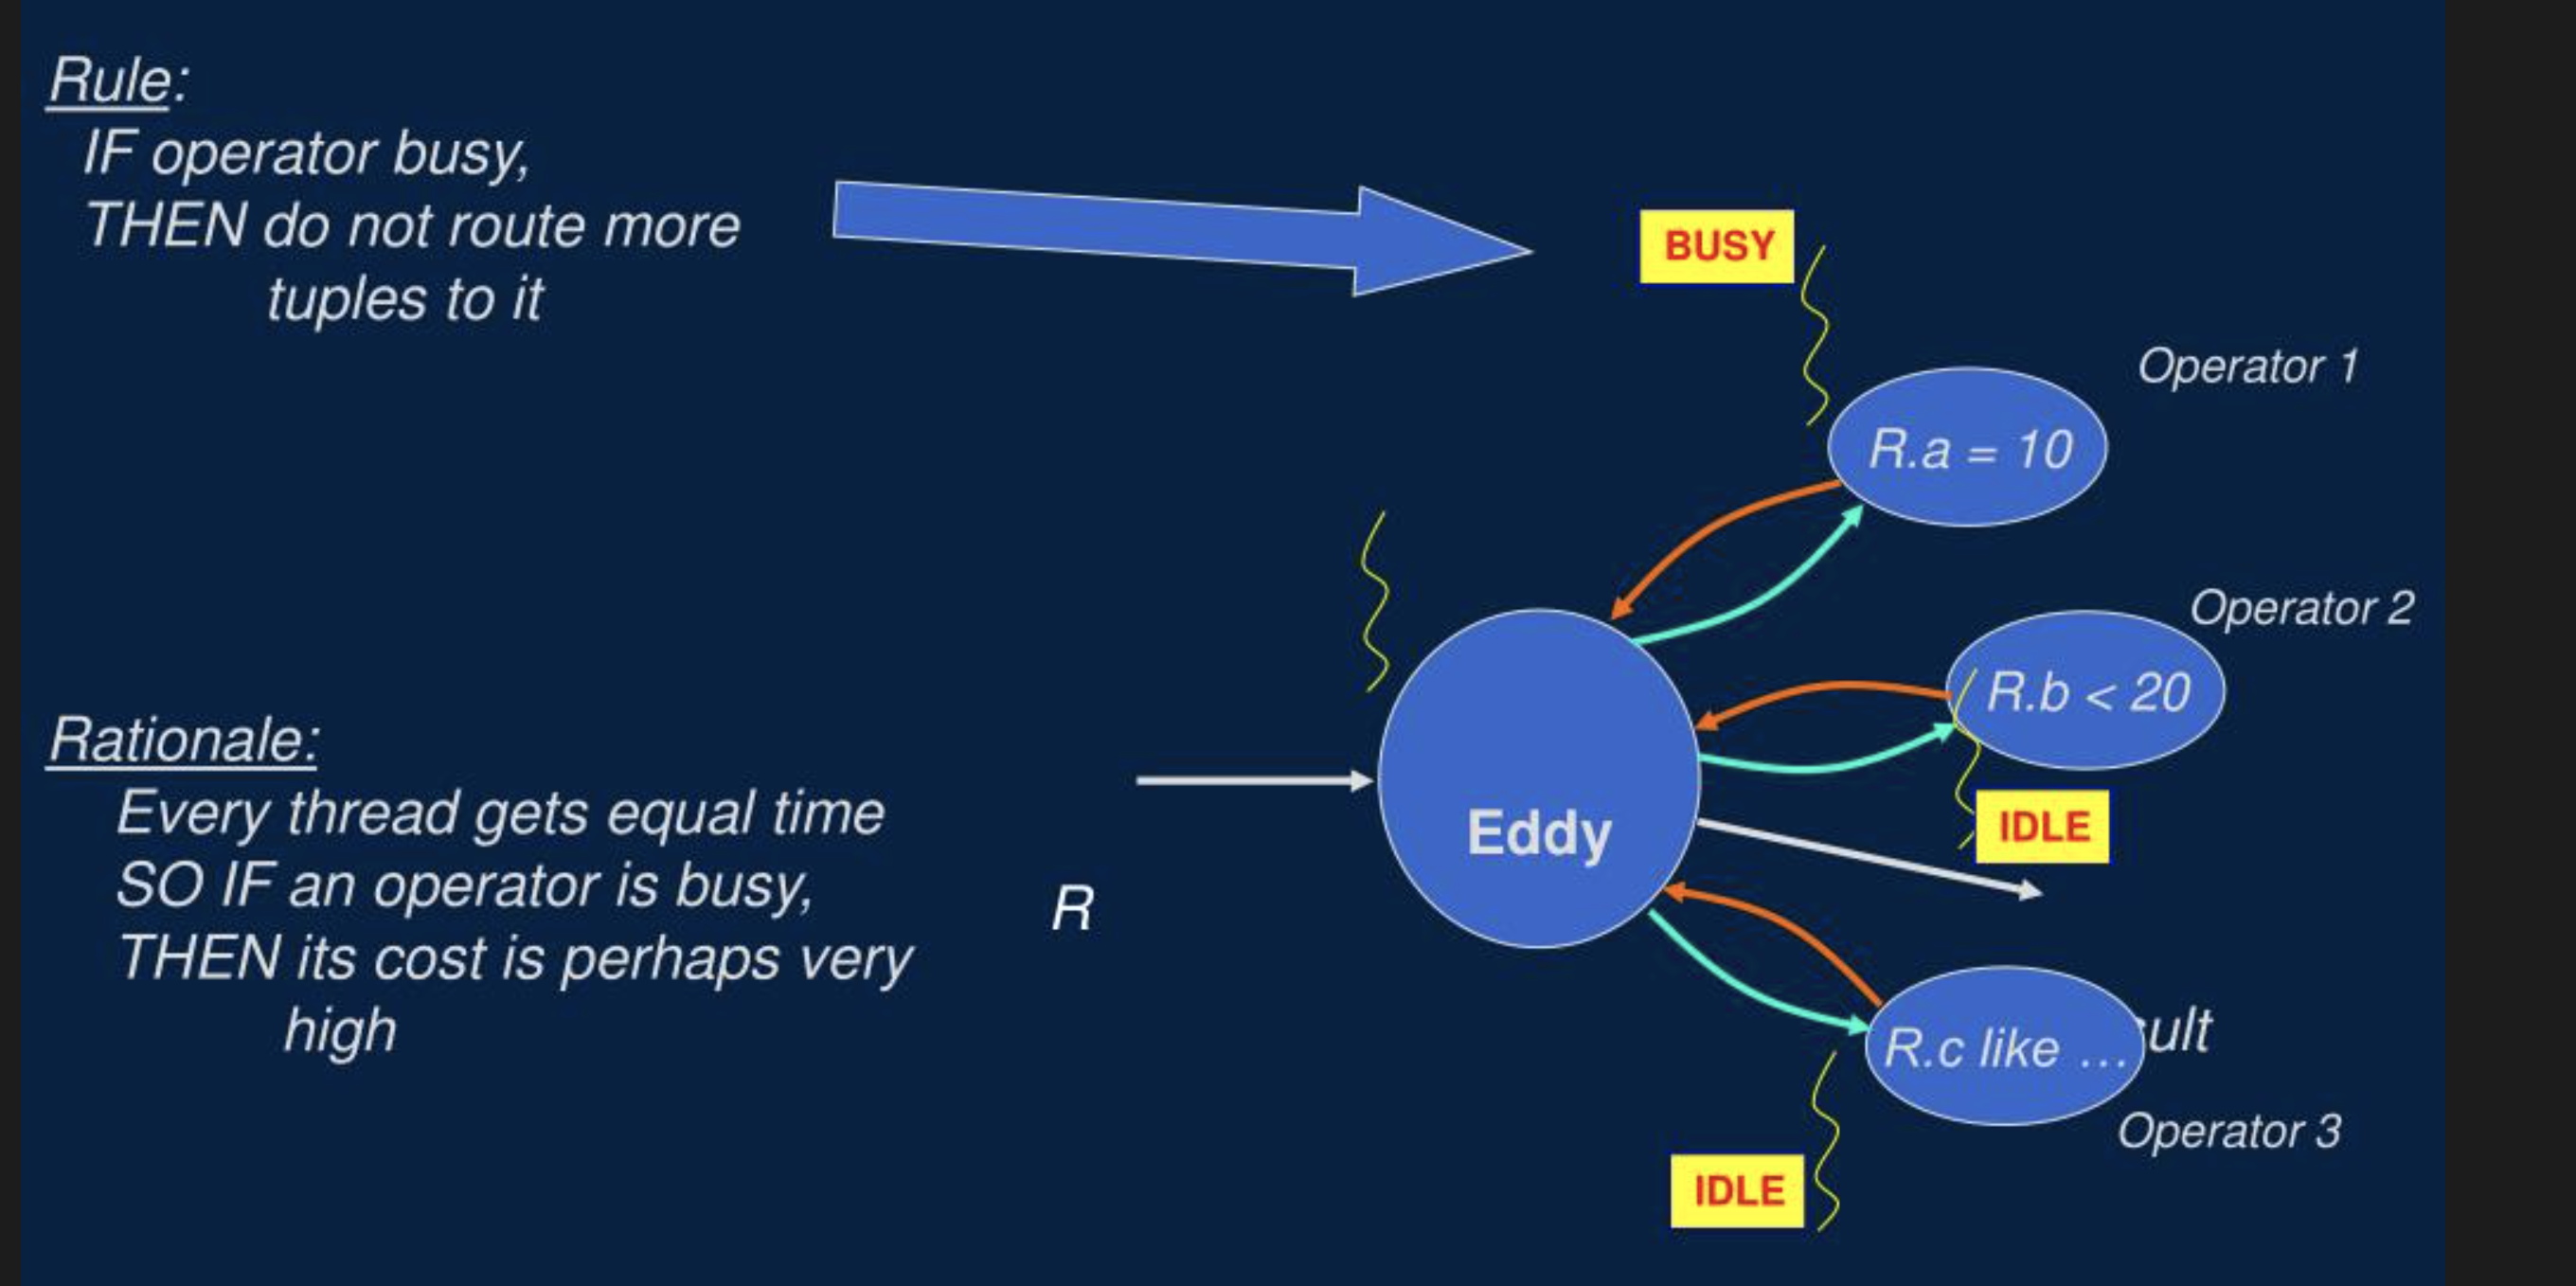 Rule:
IF operator busy,
THEN do not route more
tuples to it
BUSY
Operator 1
R.a = 10
Operator 2
R.b < 20
Rationale:
Every thread gets equal time
SO IF an operator is busy,
THEN its cost is perhaps very
high
R
Eddy
IDLE
R.c like …
Operator 3
IDLE